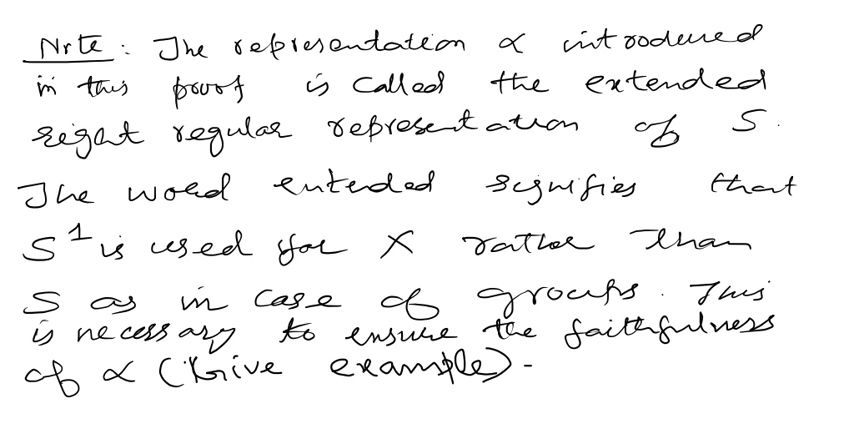 Note : The representation α introduced
in this proof is called the extended
right regular representation of S.
The word extended signifies that
S¹ is used for X rather than
S as in case of groups. This
is necessary to ensure the faithfulness
of α (Give example).